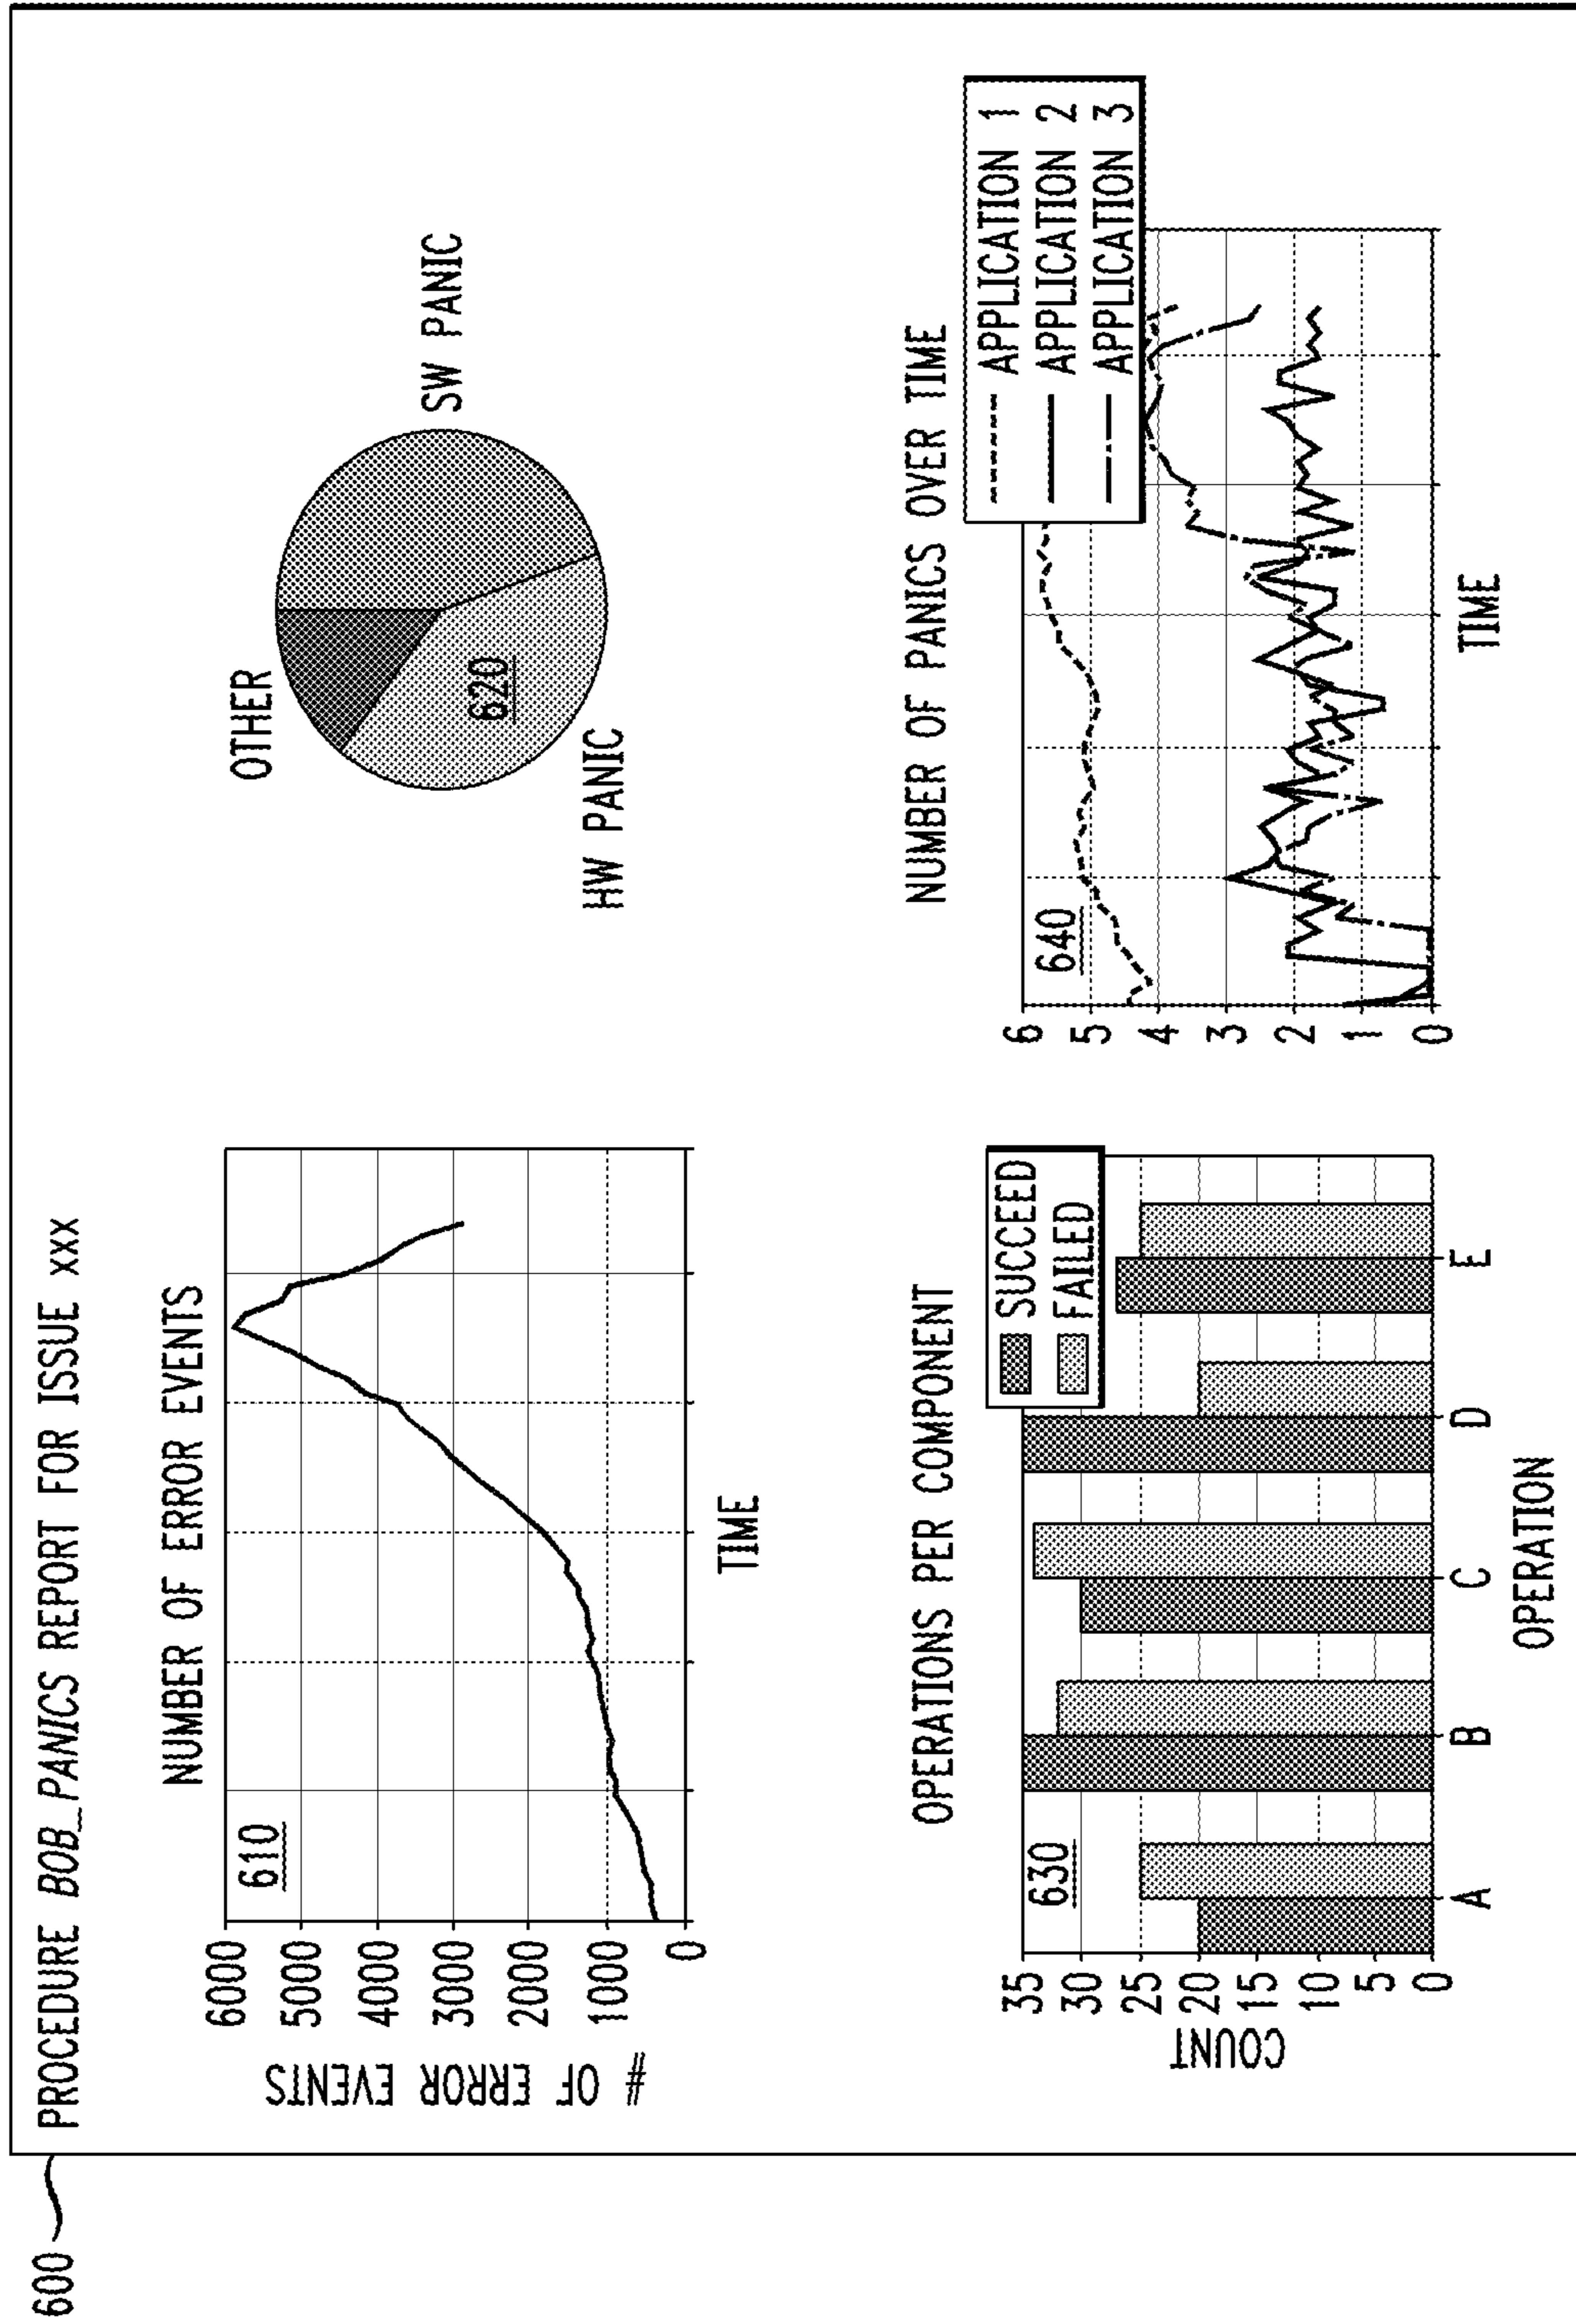 600
PROCEDURE BOB_PANICS REPORT FOR ISSUE xxx
NUMBER OF ERROR EVENTS
610
# OF ERROR EVENTS
6000
5000
4000
3000
2000
1000
0
TIME
OTHER
SW PANIC
HW PANIC
620
OPERATIONS PER COMPONENT
630
SUCCEED
FAILED
COUNT
35
30
25
20
15
10
5
0
A B C D E
OPERATION
NUMBER OF PANICS OVER TIME
640
APPLICATION 1
APPLICATION 2
APPLICATION 3
6
5
4
3
2
1
0
TIME